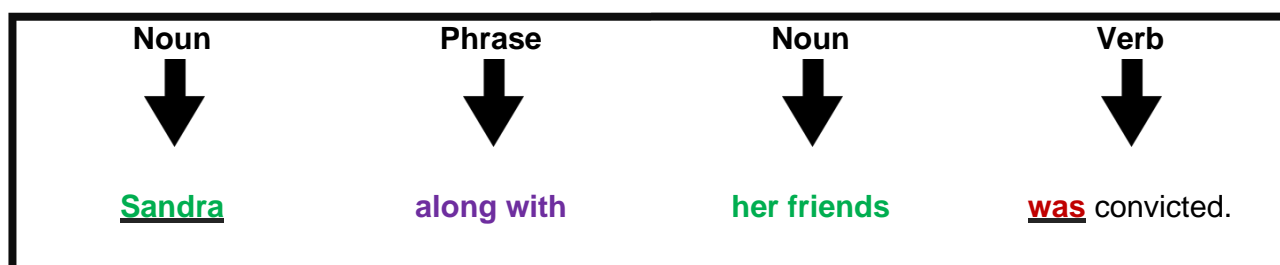 Noun Phrase Noun Verb
Sandra along with her friends was convicted.